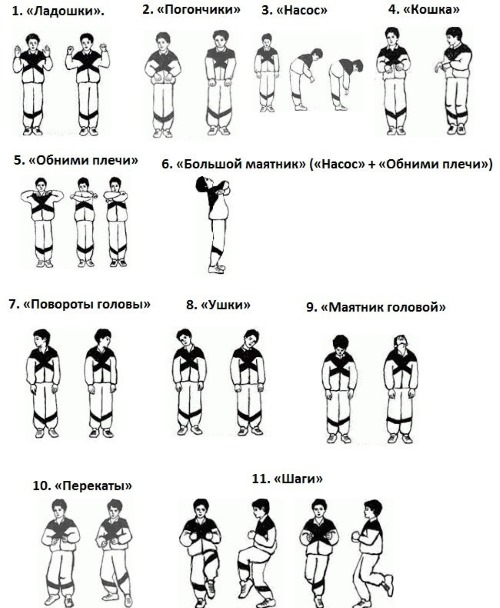 1. «Ладошки».
2. «Погончики»
3. «Насос»
4. «Кошка»
5. «Обними плечи»
6. «Большой маятник» («Насос» + «Обними плечи»)
7. «Повороты головы»
8. «Ушки»
9. «Маятник головой»
10. «Перекаты»
11. «Шаги»